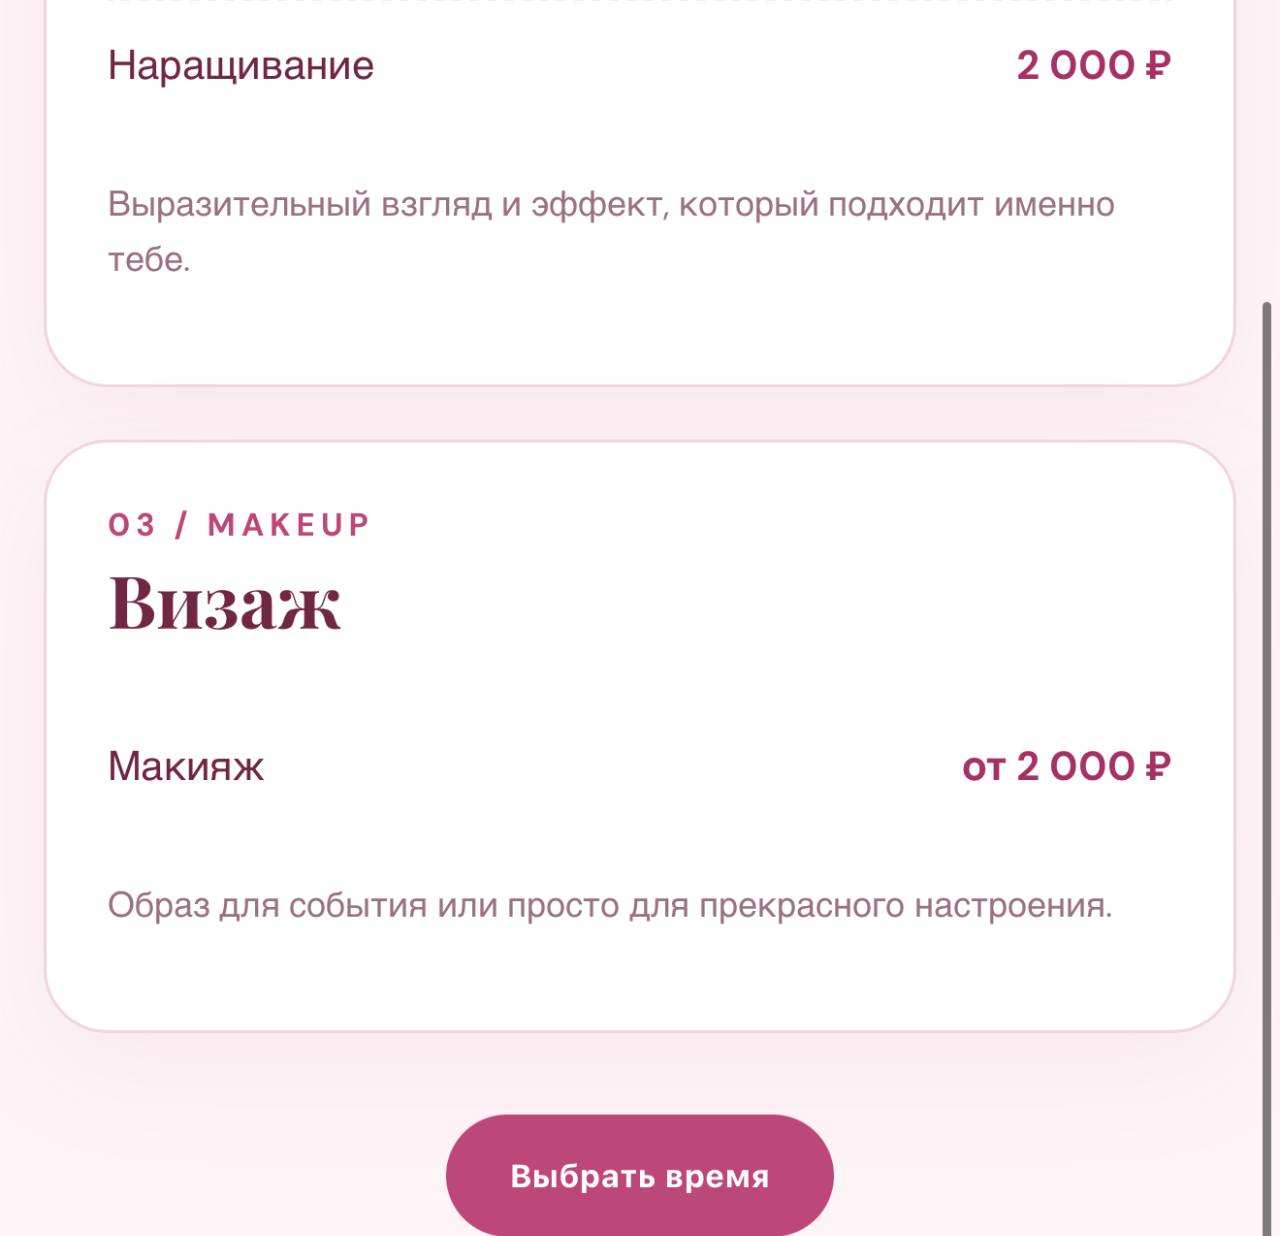 Наращивание 2 000 ₽
Выразительный взгляд и эффект, который подходит именно
тебе.
03 / MAKEUP
Визаж
Макияж от 2 000 ₽
Образ для события или просто для прекрасного настроения.
Выбрать время